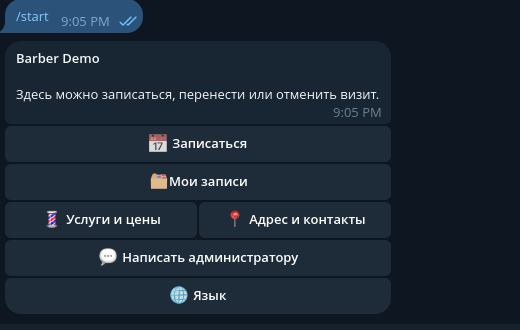 /start 9:05 PM
Barber Demo
Здесь можно записаться, перенести или отменить визит.
9:05 PM
Записаться
Мои записи
Услуги и цены
Адрес и контакты
Написать администратору
Язык